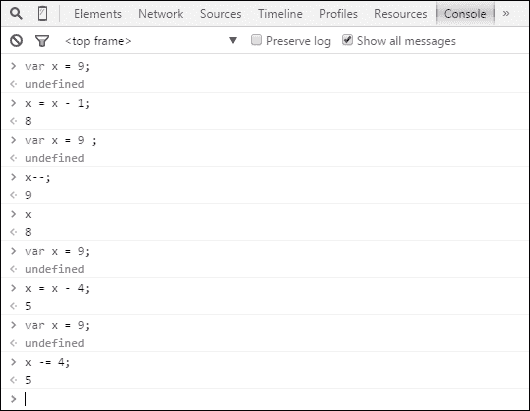 Elements Network Sources Timeline Profiles Resources Console »
<top frame> ▼ Preserve log Show all messages
> var x = 9;
<· undefined
> x = x - 1;
<· 8
> var x = 9 ;
<· undefined
> x--;
<· 9
> x
<· 8
> var x = 9;
<· undefined
> x = x - 4;
<· 5
> var x = 9;
<· undefined
> x -= 4;
<· 5
>